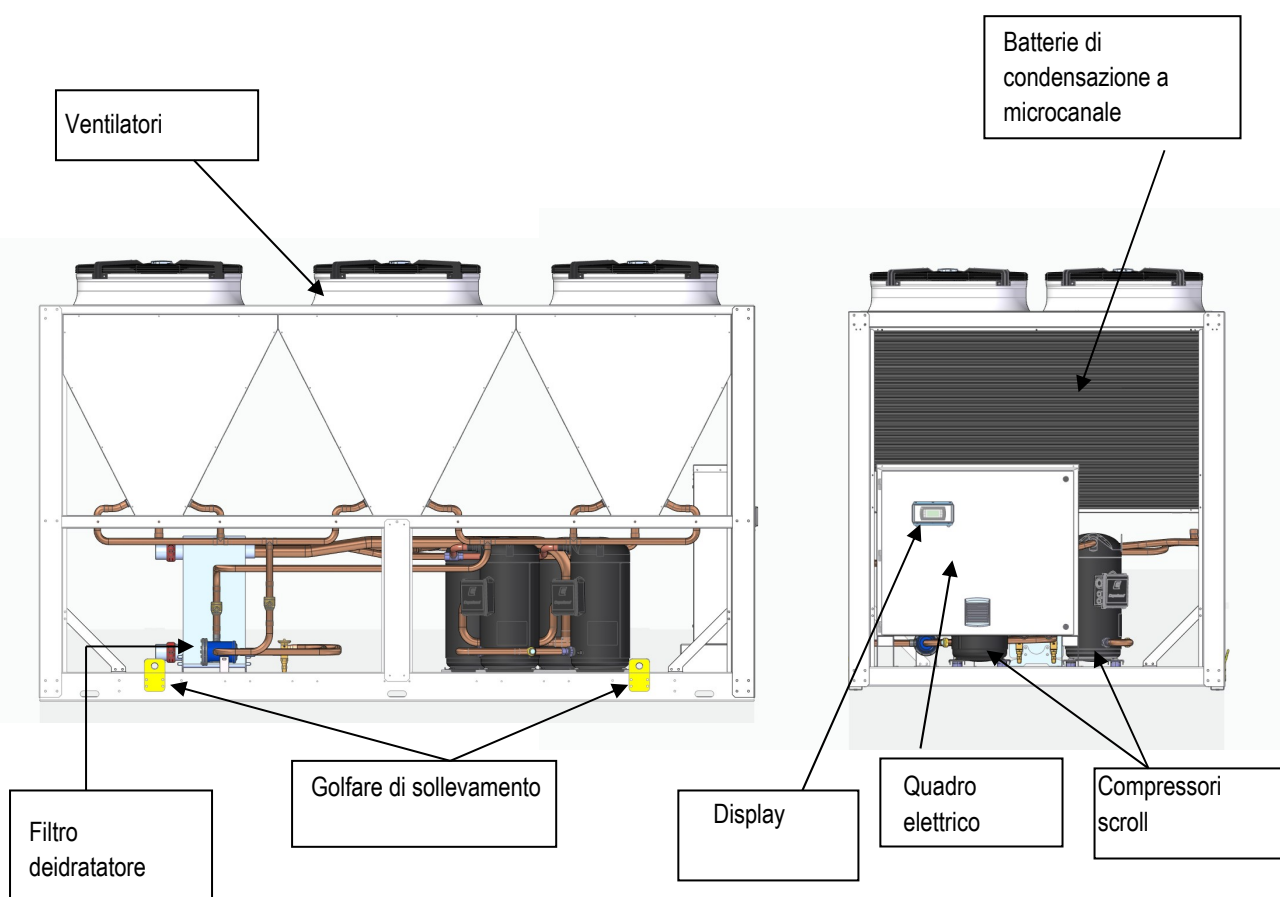 Batterie di
condensazione a
microcanale
Ventilatori
Golfare di sollevamento
Display
Quadro
elettrico
Compressori
scroll
Filtro
deidratatore